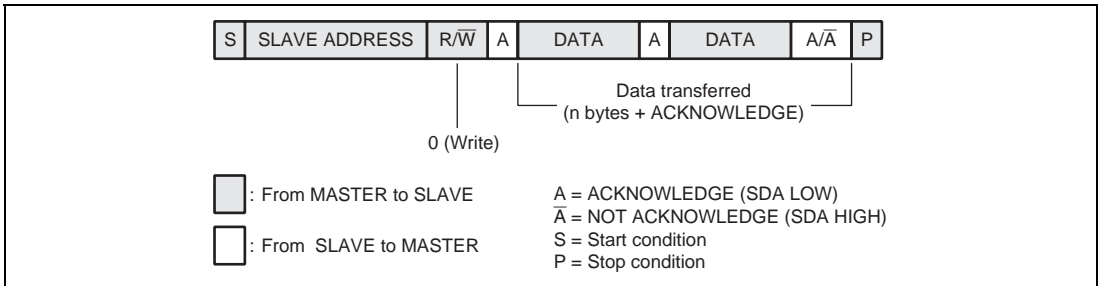 S SLAVE ADDRESS R/W̅ A DATA A DATA A/A̅ P
Data transferred
(n bytes + ACKNOWLEDGE)
0 (Write)
: From MASTER to SLAVE
: From SLAVE to MASTER
A = ACKNOWLEDGE (SDA LOW)
A̅ = NOT ACKNOWLEDGE (SDA HIGH)
S = Start condition
P = Stop condition